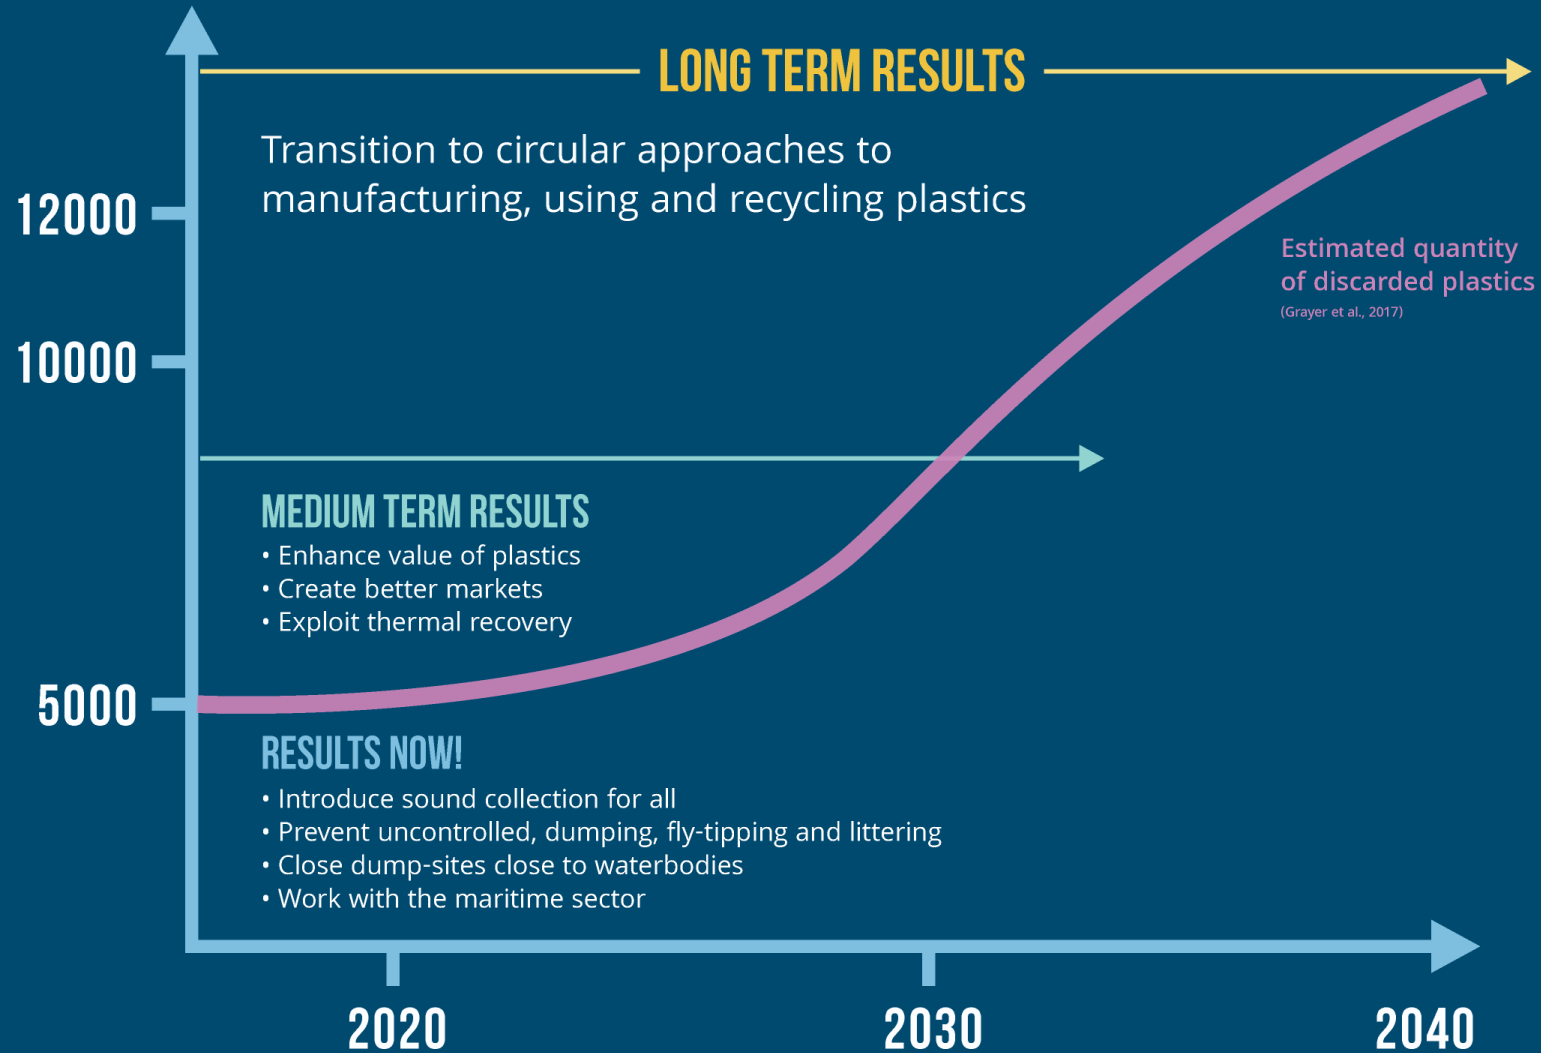 LONG TERM RESULTS
Transition to circular approaches to
manufacturing, using and recycling plastics
12000
Estimated quantity
of discarded plastics
(Grayer et al., 2017)
10000
MEDIUM TERM RESULTS
• Enhance value of plastics
• Create better markets
• Exploit thermal recovery
5000
RESULTS NOW!
• Introduce sound collection for all
• Prevent uncontrolled, dumping, fly-tipping and littering
• Close dump-sites close to waterbodies
• Work with the maritime sector
2020
2030
2040